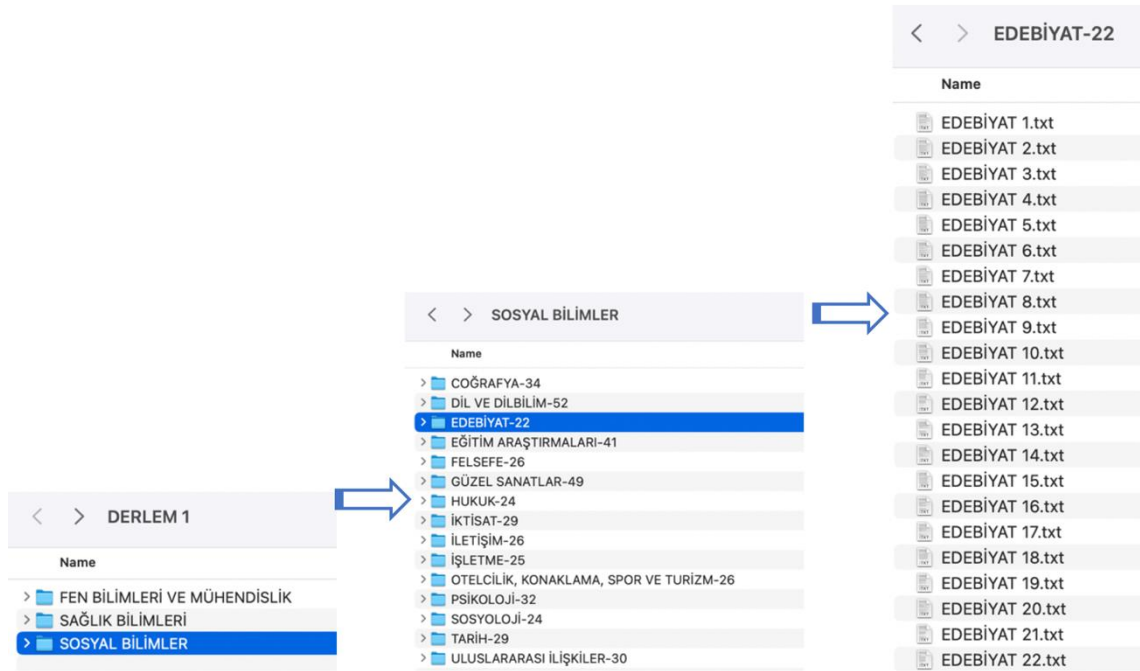 DERLEM 1
Name
FEN BİLİMLERİ VE MÜHENDİSLİK
SAĞLIK BİLİMLERİ
SOSYAL BİLİMLER
SOSYAL BİLİMLER
Name
COĞRAFYA-34
DİL VE DİLBİLİM-52
EDEBİYAT-22
EĞİTİM ARAŞTIRMALARI-41
FELSEFE-26
GÜZEL SANATLAR-49
HUKUK-24
İKTİSAT-29
İLETİŞİM-26
İŞLETME-25
OTELCİLİK, KONAKLAMA, SPOR VE TURİZM-26
PSİKOLOJİ-32
SOSYOLOJİ-24
TARİH-29
ULUSLARARASI İLİŞKİLER-30
EDEBİYAT-22
Name
EDEBİYAT 1.txt
EDEBİYAT 2.txt
EDEBİYAT 3.txt
EDEBİYAT 4.txt
EDEBİYAT 5.txt
EDEBİYAT 6.txt
EDEBİYAT 7.txt
EDEBİYAT 8.txt
EDEBİYAT 9.txt
EDEBİYAT 10.txt
EDEBİYAT 11.txt
EDEBİYAT 12.txt
EDEBİYAT 13.txt
EDEBİYAT 14.txt
EDEBİYAT 15.txt
EDEBİYAT 16.txt
EDEBİYAT 17.txt
EDEBİYAT 18.txt
EDEBİYAT 19.txt
EDEBİYAT 20.txt
EDEBİYAT 21.txt
EDEBİYAT 22.txt